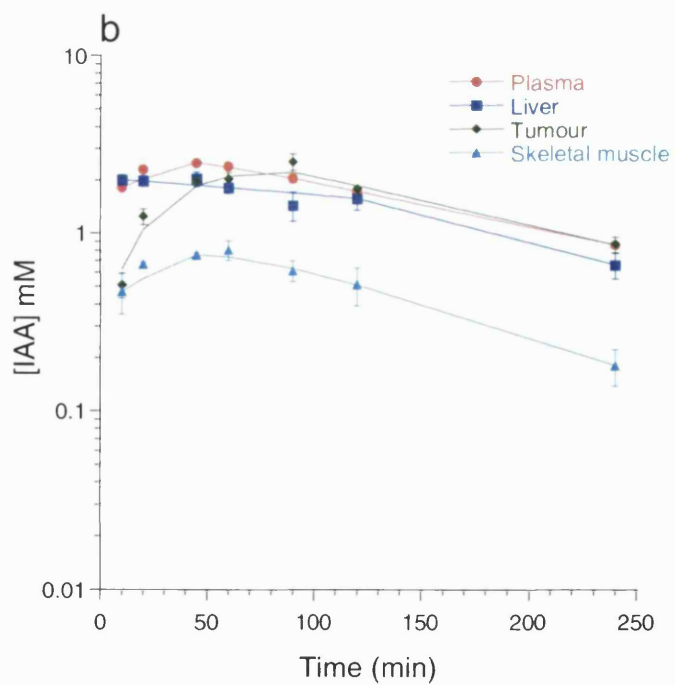 b
10
1
0.1
0.01
[IAA] mM
Plasma
Liver
Tumour
Skeletal muscle
0 50 100 150 200 250
Time (min)